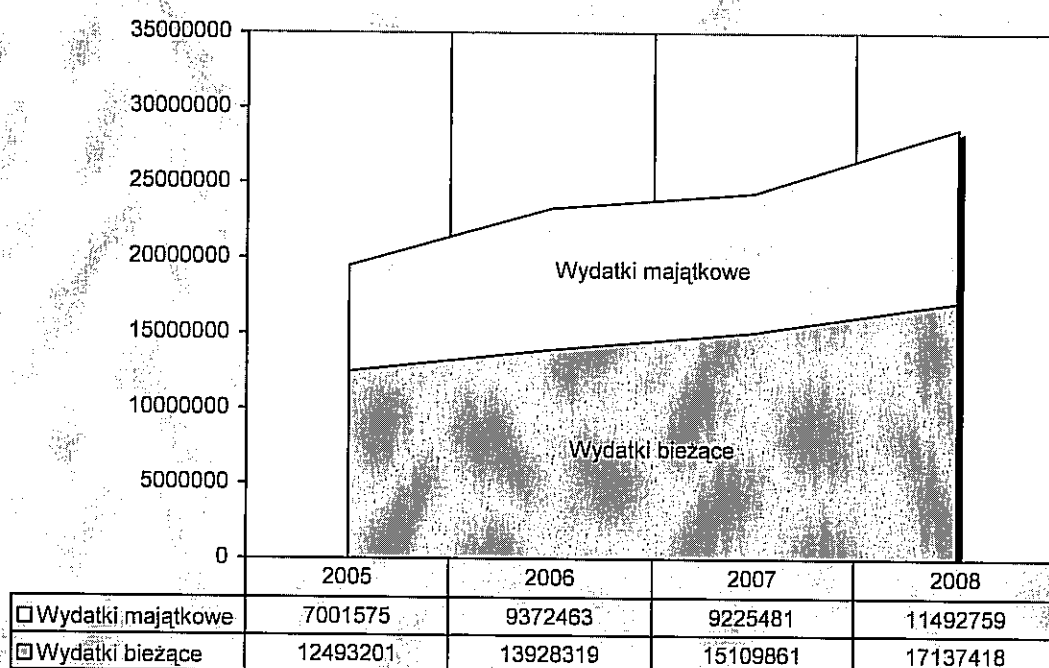 35000000
30000000
25000000
20000000
15000000
10000000
5000000
0
Wydatki majątkowe
Wydatki bieżące
2005 2006 2007 2008
Wydatki majątkowe 7001575 9372463 9225481 11492759
Wydatki bieżące 12493201 13928319 15109861 17137418